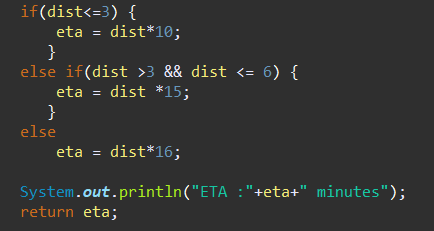 if(dist<=3) {
    eta = dist*10;
   }
else if(dist >3 && dist <= 6) {
    eta = dist *15;
   }
else
    eta = dist*16;

System.out.println("ETA :"+eta+" minutes");
return eta;